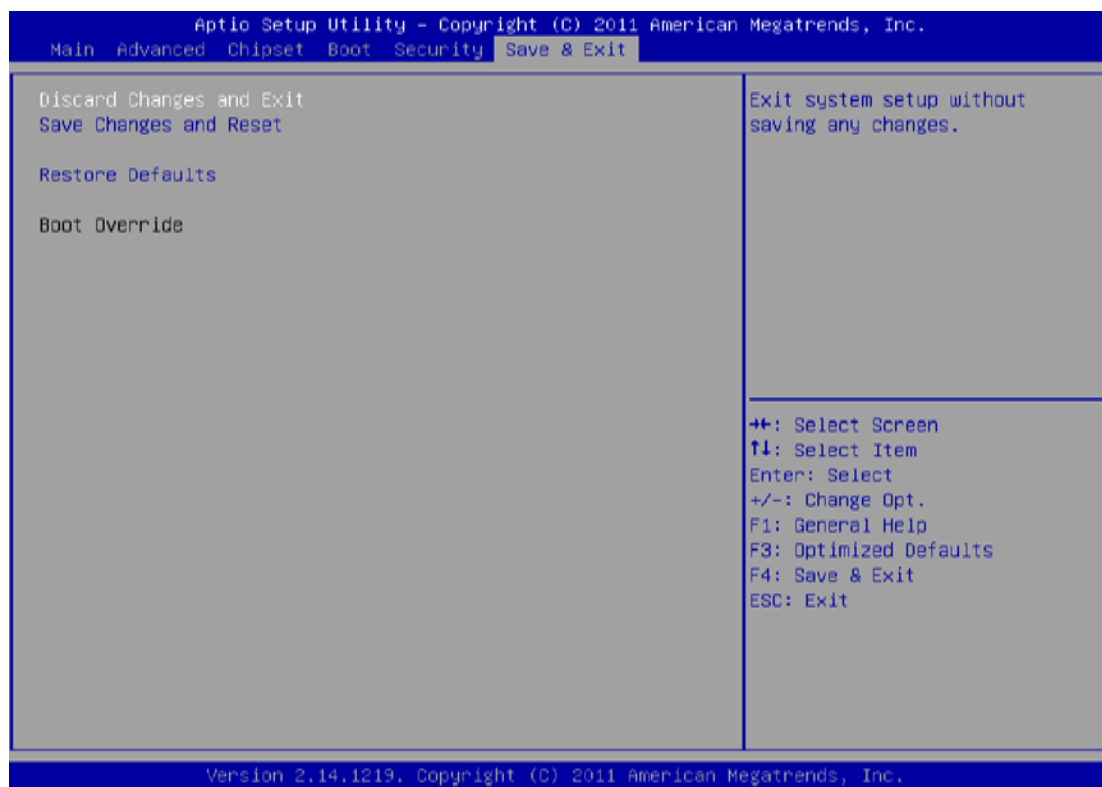 Aptio Setup Utility - Copyright (C) 2011 American Megatrends, Inc.
Main Advanced Chipset Boot Security Save & Exit
Discard Changes and Exit
Save Changes and Reset
Restore Defaults
Boot Override
Exit system setup without
saving any changes.
→←: Select Screen
↑↓: Select Item
Enter: Select
+/-: Change Opt.
F1: General Help
F3: Optimized Defaults
F4: Save & Exit
ESC: Exit
Version 2.14.1219. Copyright (C) 2011 American Megatrends, Inc.